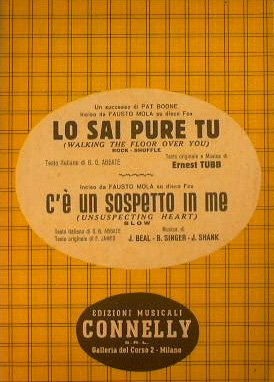 Un successo di PAT BOONE
Inciso da FAUSTO MOLA su disco Fox
LO SAI PURE TU
(WALKING THE FLOOR OVER YOU)
ROCK - SHUFFLE
Testo italiano di G. G. ABBATE
Testo originale e Musica di
Ernest TUBB
Inciso da FAUSTO MOLA su disco Fox
C'È UN SOSPETTO IN ME
(UNSUSPECTING HEART)
SLOW
Testo italiano di G. G. ABBATE
Testo originale di F. JAMES
Musica di
J. BEAL - B. SINGER - J. SHANK
EDIZIONI MUSICALI
CONNELLY
S.R.L.
Galleria del Corso 2 - Milano